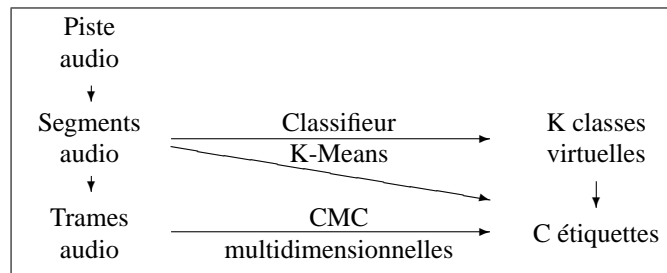 Piste
audio
Segments
audio
Classifieur
K-Means
K classes
virtuelles
Trames
audio
CMC
multidimensionnelles
C étiquettes